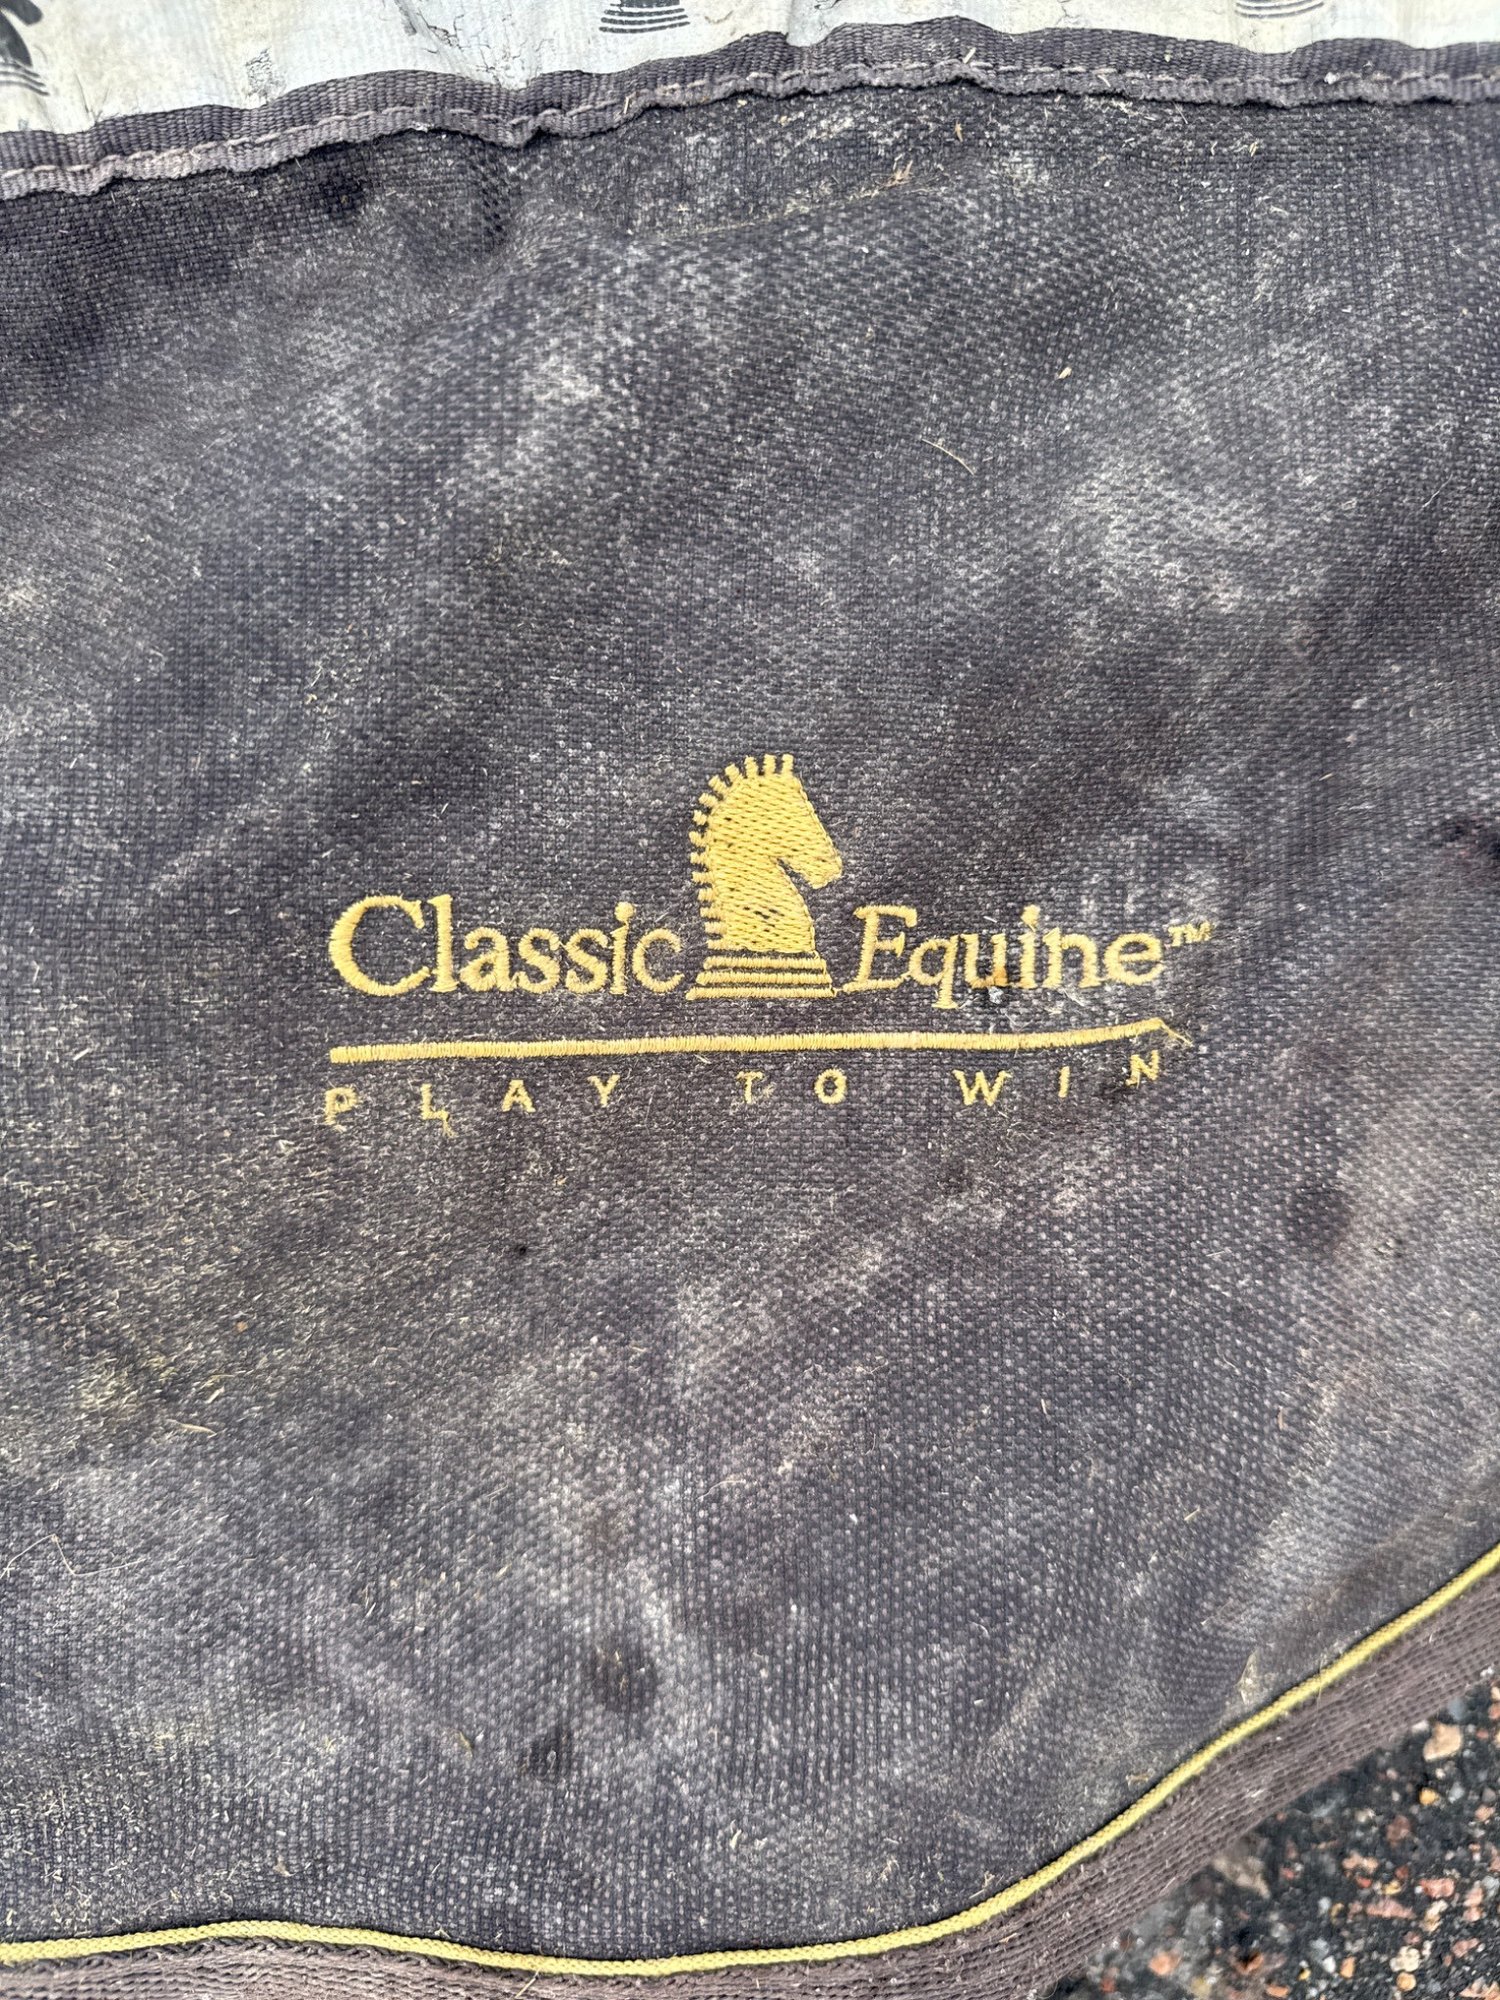 Classic Equine™
PLAY TO WIN